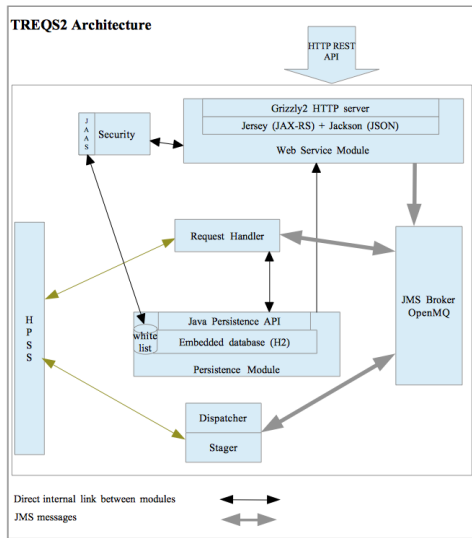 TREQS2 Architecture
HTTP REST
API
Grizzly2 HTTP server
Jersey (JAX-RS) + Jackson (JSON)
Web Service Module
JAAS
Security
Request Handler
HPSS
JMS Broker
OpenMQ
Java Persistence API
white
list
Embedded database (H2)
Persistence Module
Dispatcher
Stager
Direct internal link between modules
JMS messages